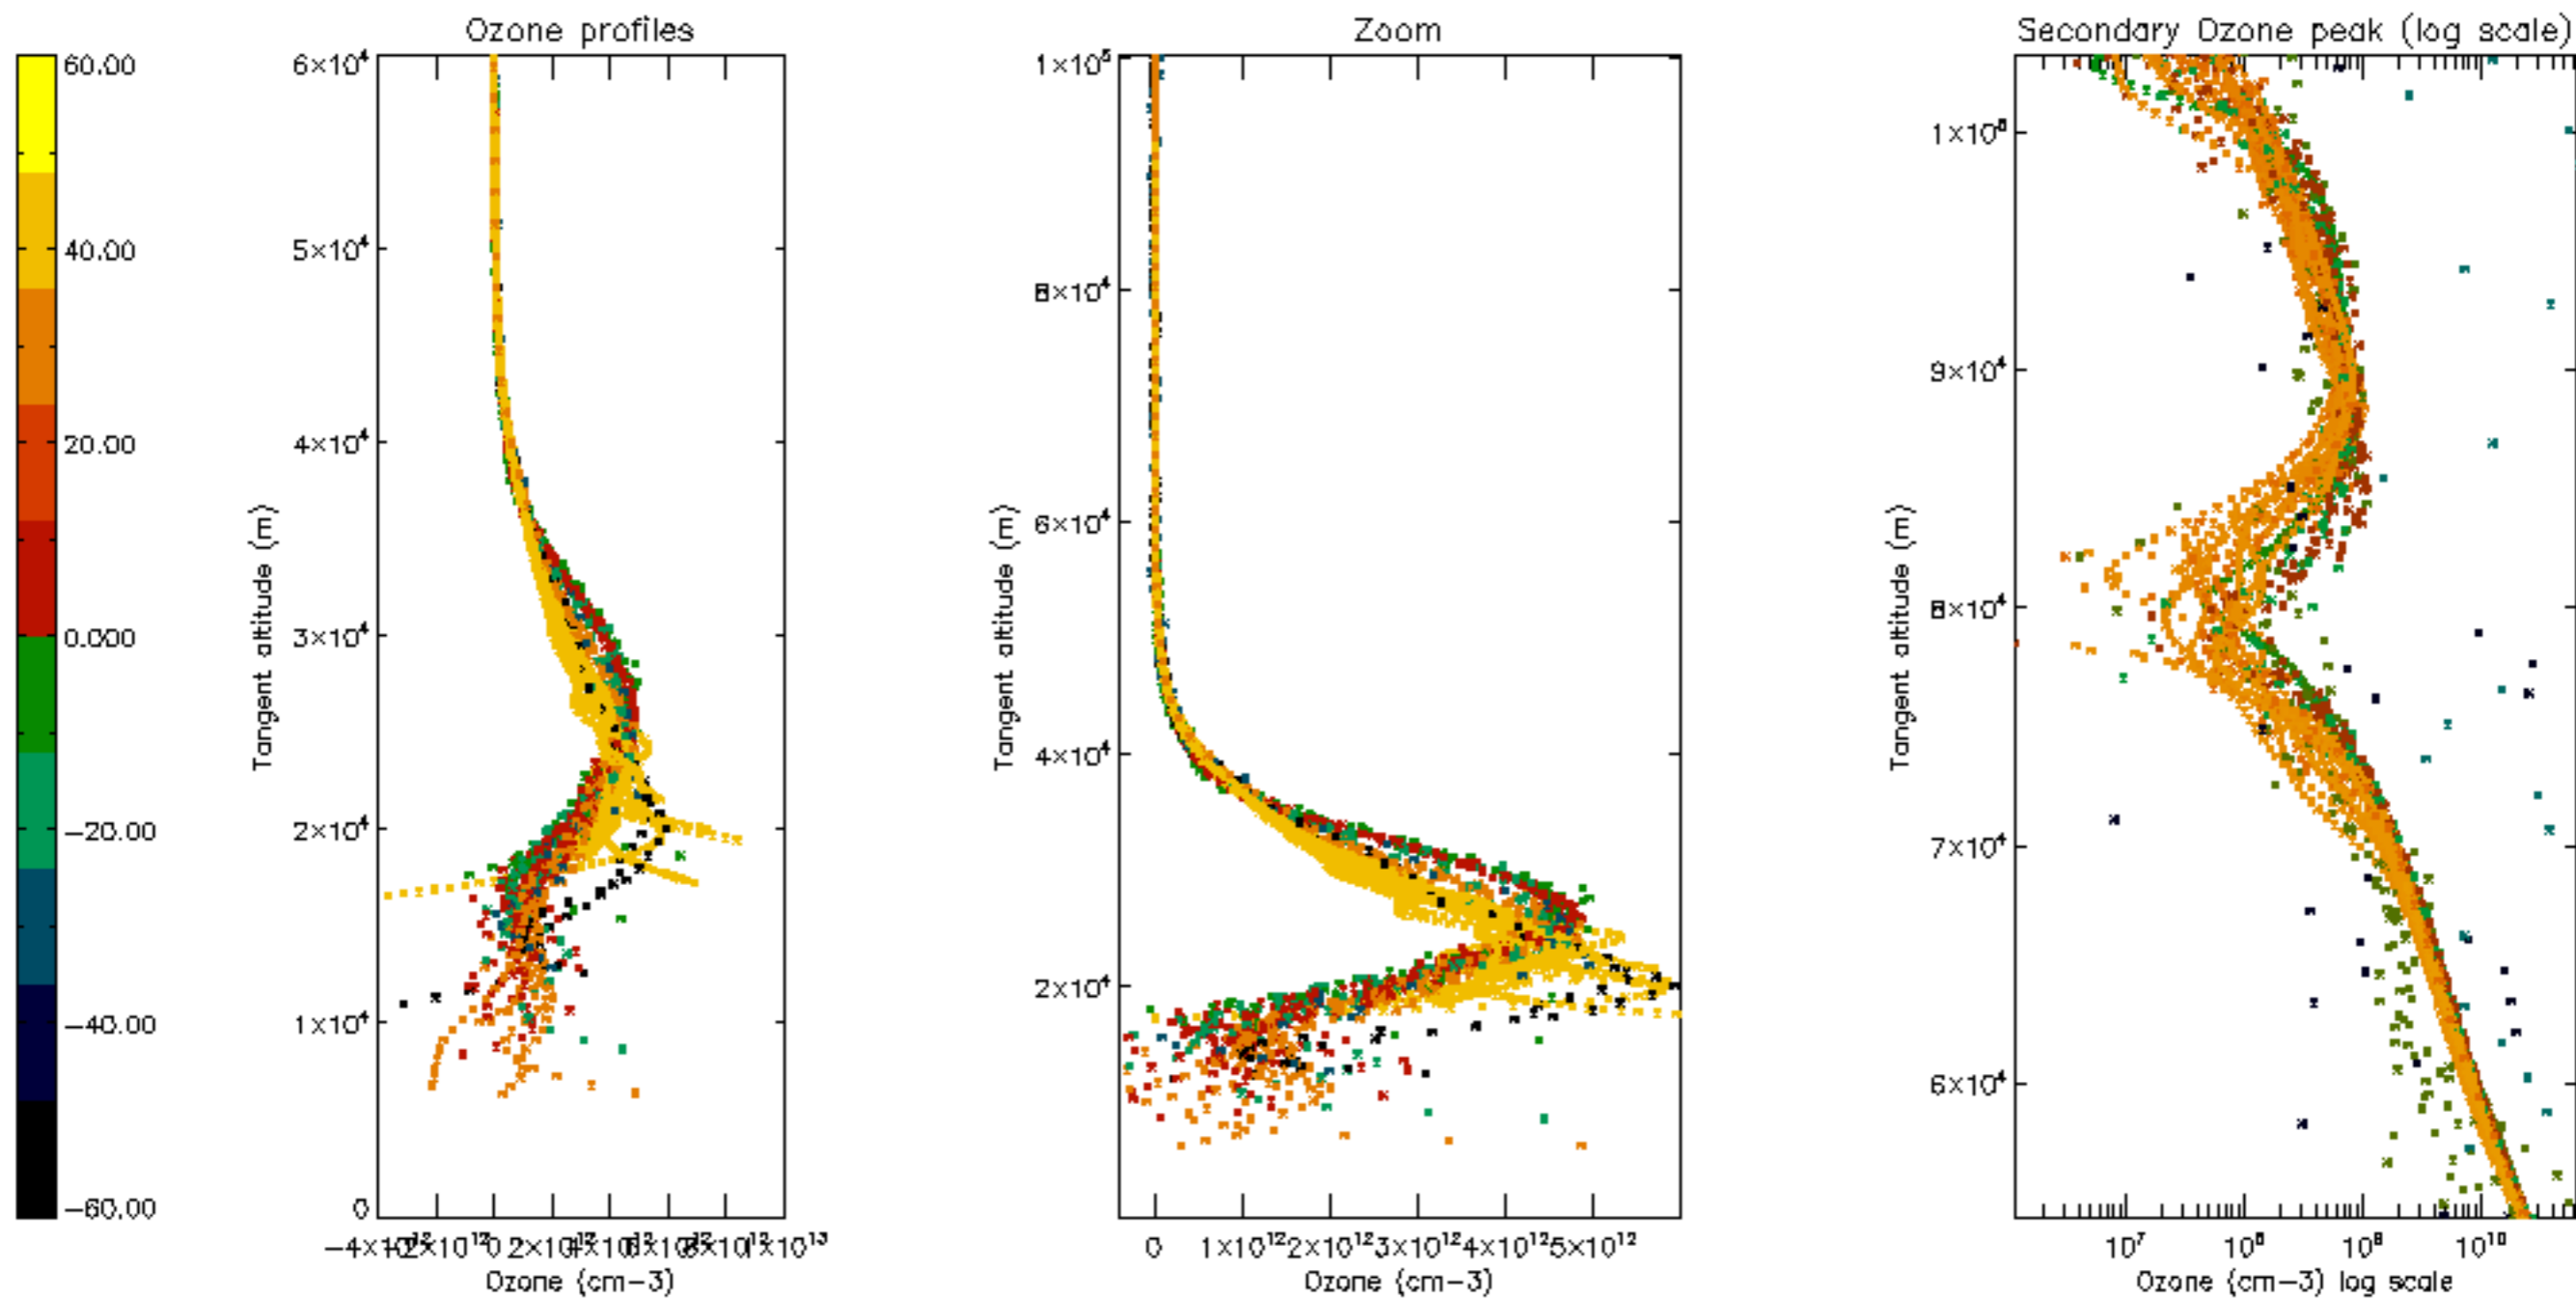 Ozone profiles
Zoom
Secondary Ozone peak (log scale)
60.00
40.00
20.00
0.000
-20.00
-40.00
-60.00
6×10⁴
5×10⁴
4×10⁴
3×10⁴
2×10⁴
1×10⁴
0
Tangent altitude (m)
0
1×10¹³
Ozone (cm-3)
1×10⁵
8×10⁴
6×10⁴
4×10⁴
2×10⁴
Tangent altitude (m)
0 1×10¹² 2×10¹² 3×10¹² 4×10¹² 5×10¹²
Ozone (cm-3)
9×10⁴
8×10⁴
7×10⁴
6×10⁴
Tangent altitude (m)
10⁷ 10⁸ 10⁹ 10¹⁰
Ozone (cm-3) log scale